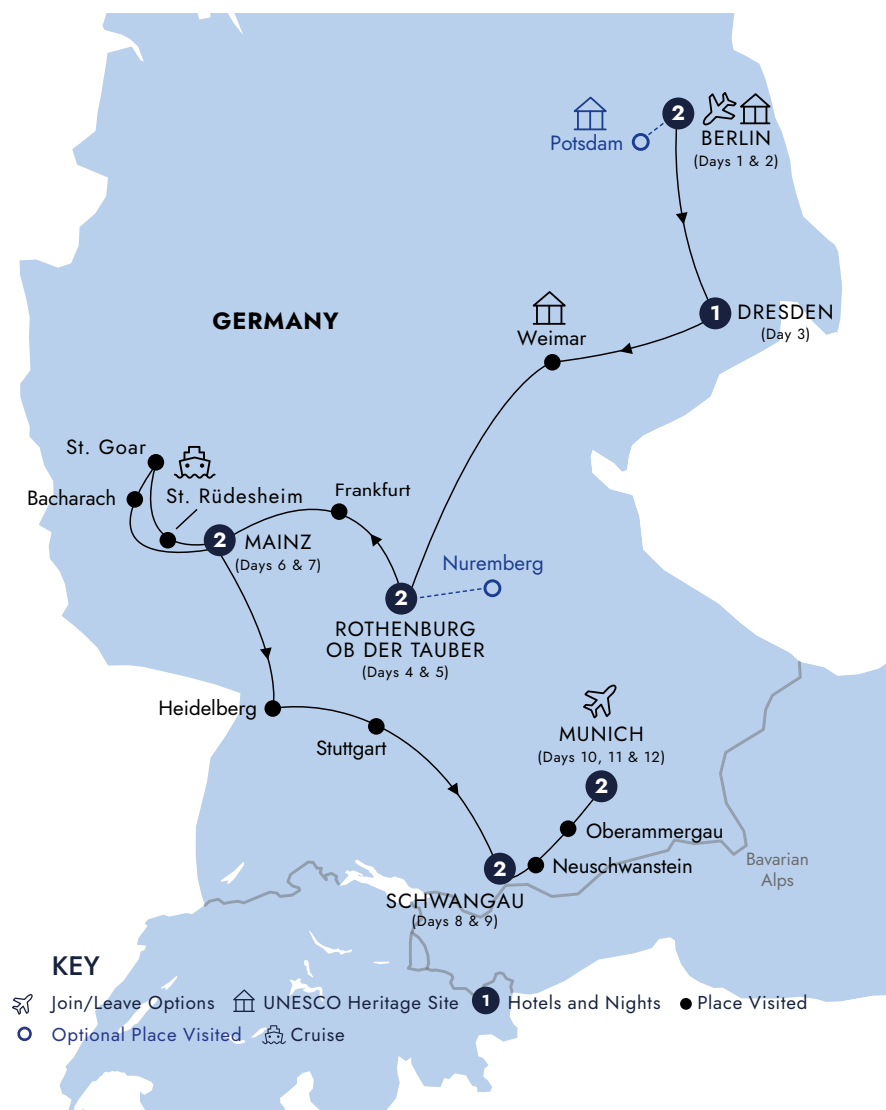 2
BERLIN
(Days 1 & 2)
Potsdam
1
DRESDEN
(Day 3)
GERMANY
Weimar
St. Goar
Bacharach
St. Rüdesheim
Frankfurt
2
MAINZ
(Days 6 & 7)
Nuremberg
2
ROTHENBURG
OB DER TAUBER
(Days 4 & 5)
Heidelberg
Stuttgart
MUNICH
(Days 10, 11 & 12)
2
Oberammergau
Neuschwanstein
2
SCHWANGAU
(Days 8 & 9)
Bavarian
Alps
KEY
Join/Leave Options UNESCO Heritage Site 1 Hotels and Nights Place Visited
Optional Place Visited Cruise